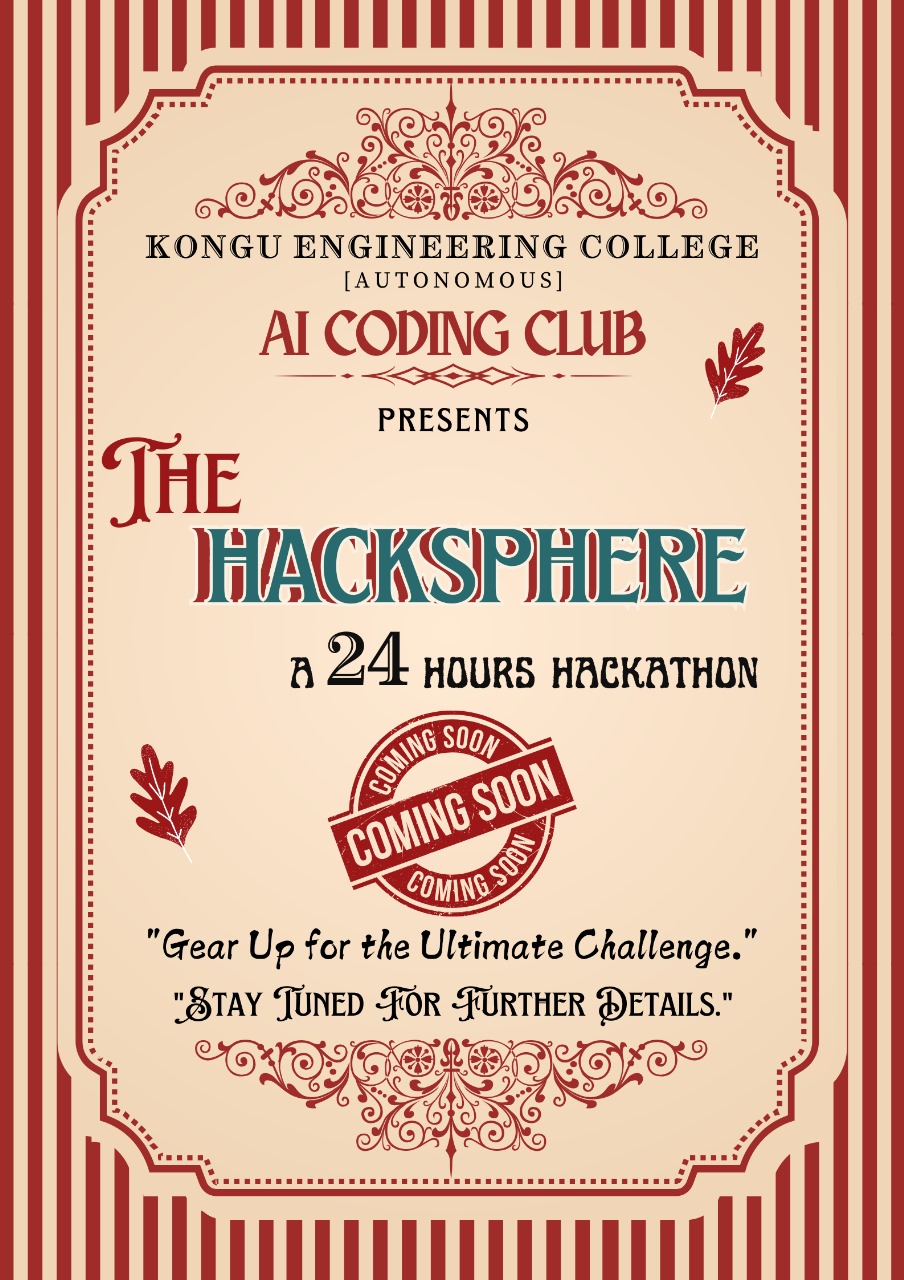 KONGU ENGINEERING COLLEGE
[AUTONOMOUS]
AI CODING CLUB
PRESENTS
THE
HACKSPHERE
A 24 HOURS HACKATHON
COMING SOON
COMING SOON
COMING SOON
"Gear Up for the Ultimate Challenge."
"STAY TUNED FOR FURTHER DETAILS."